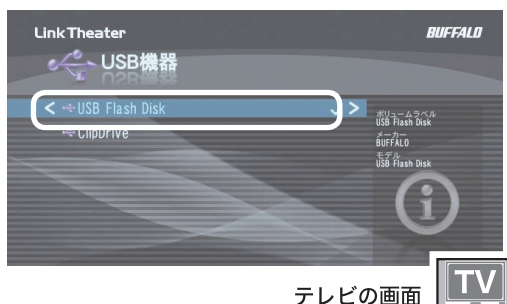 LinkTheater
BUFFALO
USB機器
USB Flash Disk
ClipDrive
ボリュームラベル
USB Flash Disk
メーカー
BUFFALO
モデル
USB Flash Disk
テレビの画面
TV